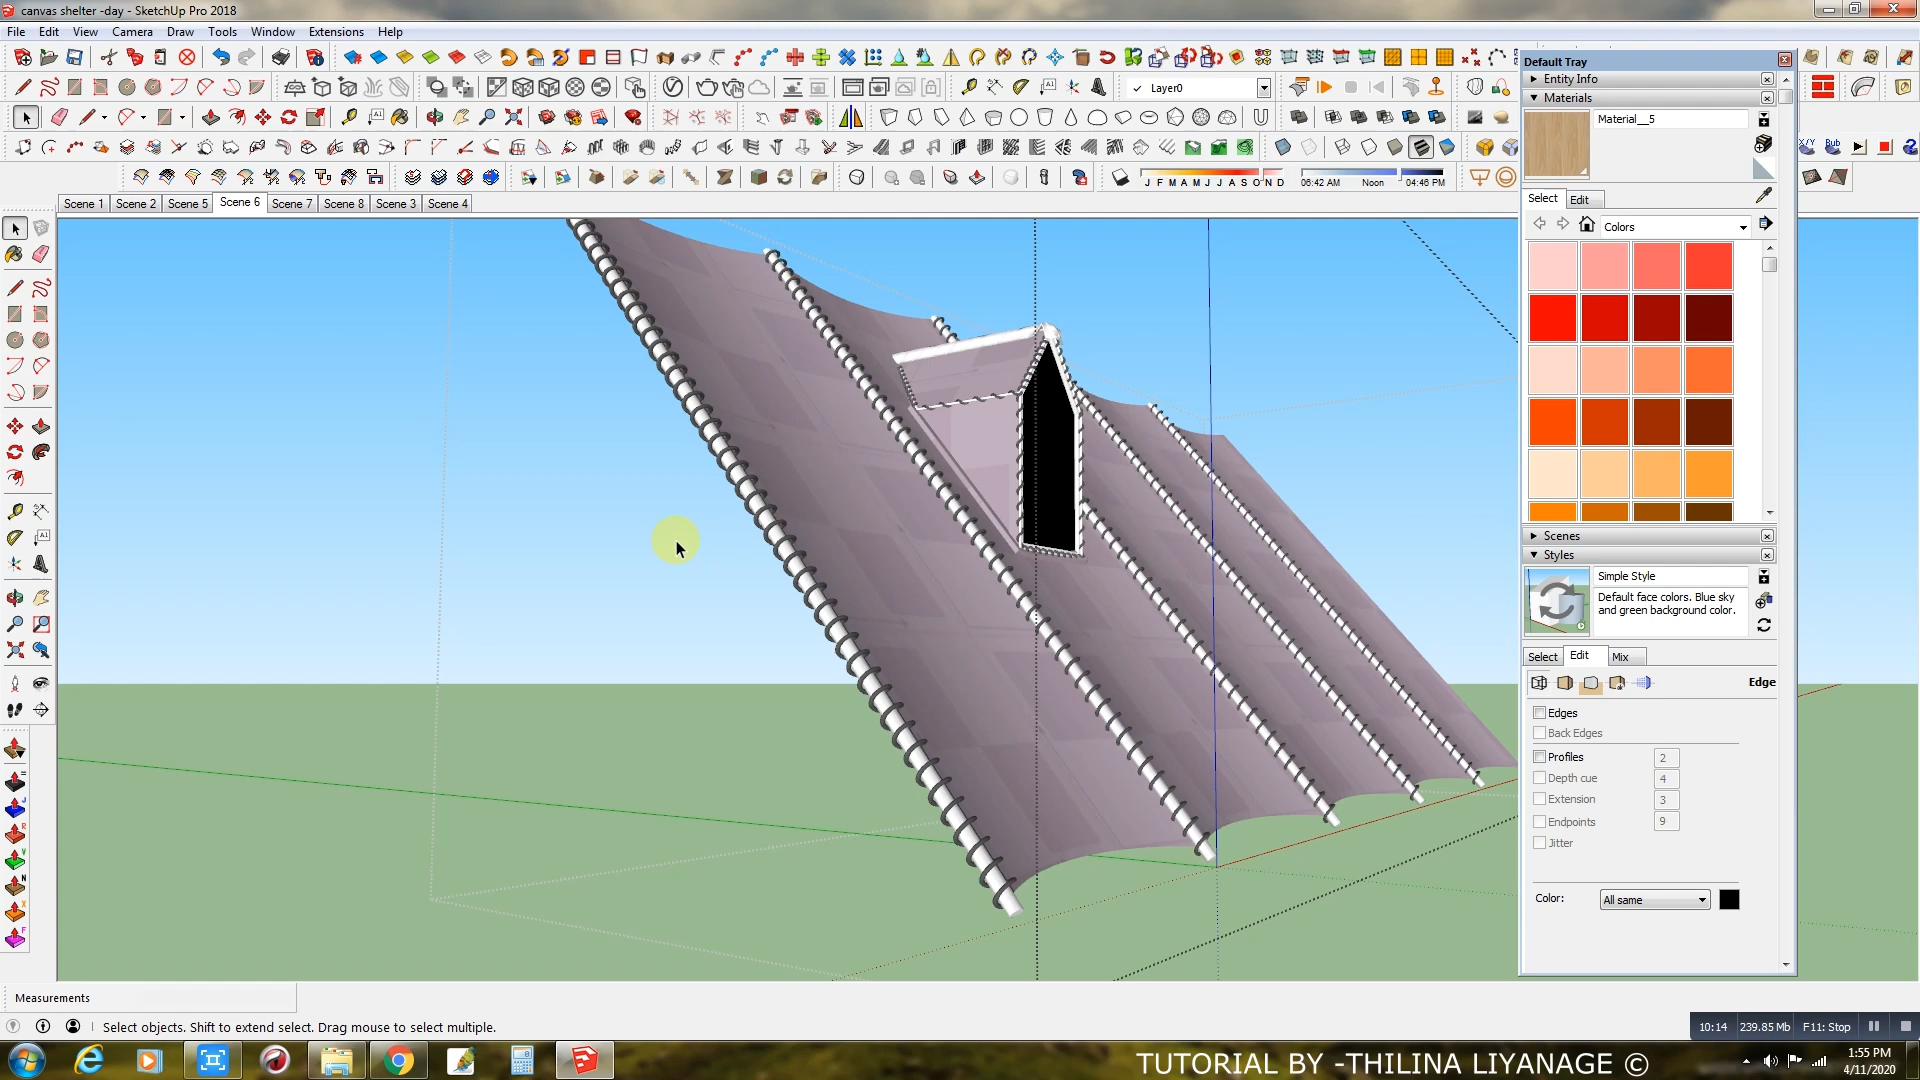 canvas shelter -day - SketchUp Pro 2018
File Edit View Camera Draw Tools Window Extensions Help
Layer0
J F M A M J J A S O N D 06:42 AM Noon 04:46 PM
Scene 1 Scene 2 Scene 5 Scene 6 Scene 7 Scene 8 Scene 3 Scene 4
Default Tray
Entity Info
Materials
Material__5
Select Edit
Colors
Scenes
Styles
Simple Style
Default face colors. Blue sky
and green background color.
Select Edit Mix
Edge
Edges
Back Edges
Profiles 2
Depth cue 4
Extension 3
Endpoints 9
Jitter
Color: All same
Measurements
Select objects. Shift to extend select. Drag mouse to select multiple.
10:14 239.85 Mb F11: Stop
TUTORIAL BY -THILINA LIYANAGE ©
1:55 PM
4/11/2020